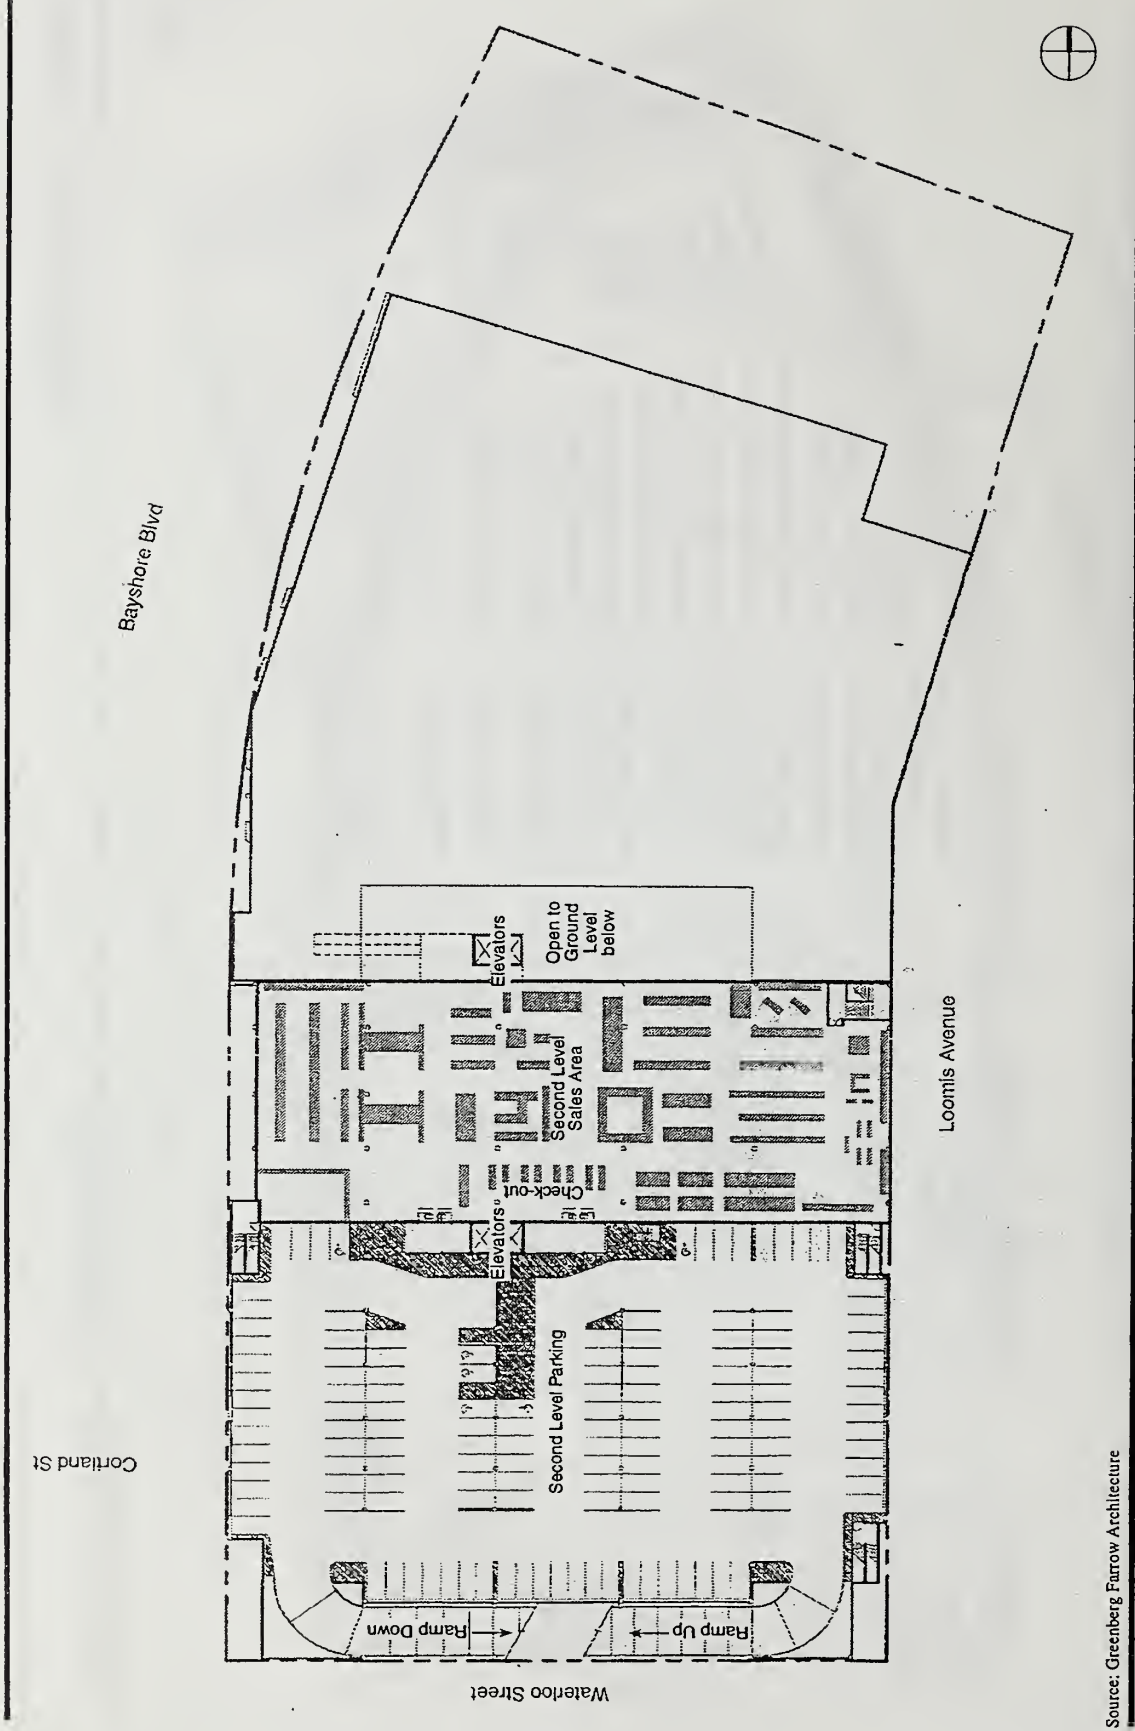 Bayshore Blvd
Cortland St
Elevators
Open to
Ground
Level
below
Second Level
Sales Area
Check-out
Elevators
Second Level Parking
Loomis Avenue
Ramp Down
Ramp Up
Waterloo Street
Source: Greenberg Farrow Architecture